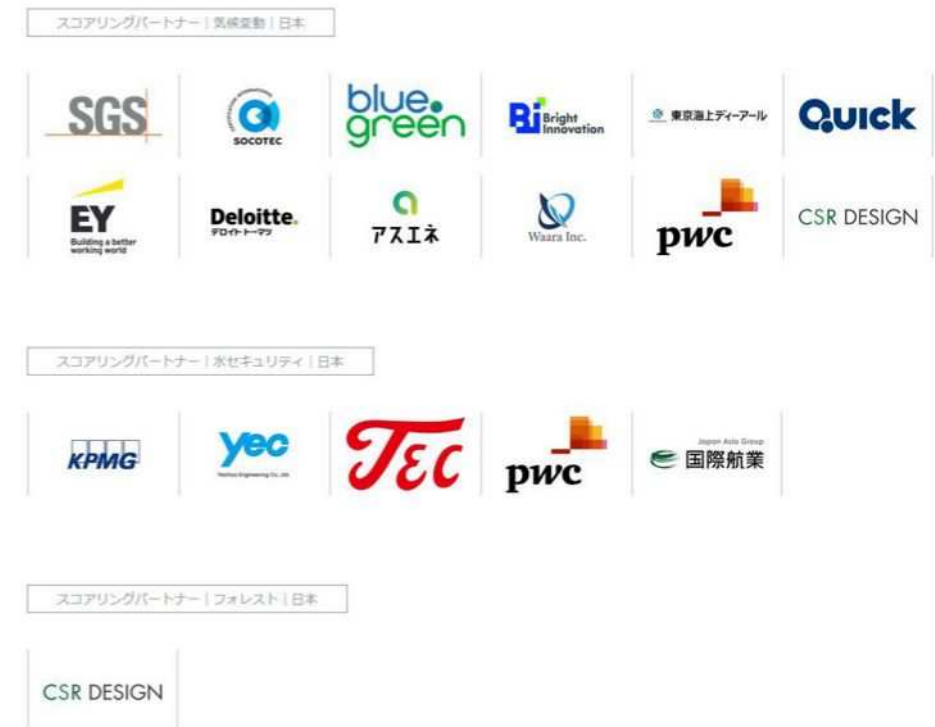 スコアリングパートナー | 気候変動 | 日本
SGS
SOCOTEC
blue green
Bi Bright Innovation
東京海上ディーアール
QUICK
EY
Building a better
working world
Deloitte.
デロイト トーマツ
アスエネ
Waara Inc.
pwc
CSR DESIGN
スコアリングパートナー | 水セキュリティ | 日本
KPMG
yec
TEC
pwc
Japan Asia Group
国際航業
スコアリングパートナー | フォレスト | 日本
CSR DESIGN